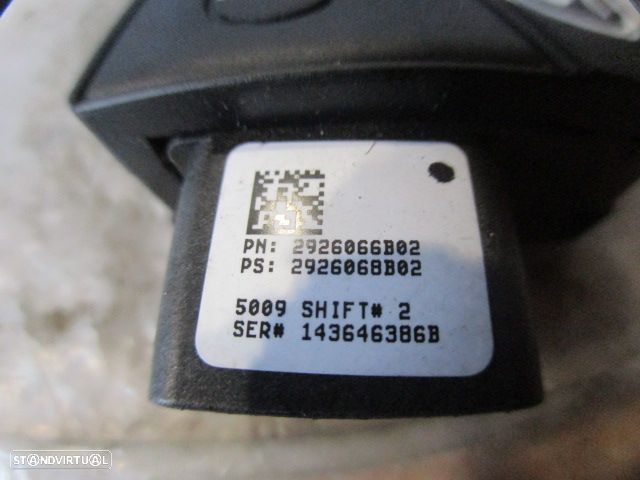 PN: 2926066B02
PS: 2926068B02
5009 SHIFT# 2
SER# 143646386B
STANDVIRTUAL